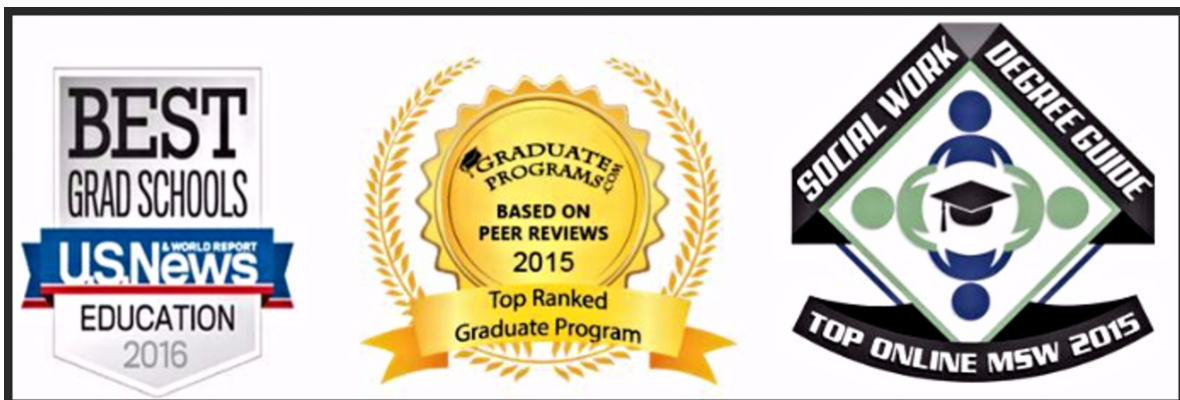 BEST
GRAD SCHOOLS
U.S.News & WORLD REPORT
EDUCATION
2016
GRADUATE
PROGRAMS.COM
BASED ON
PEER REVIEWS
2015
Top Ranked
Graduate Program
SOCIAL WORK
DEGREE GUIDE
TOP ONLINE MSW 2015